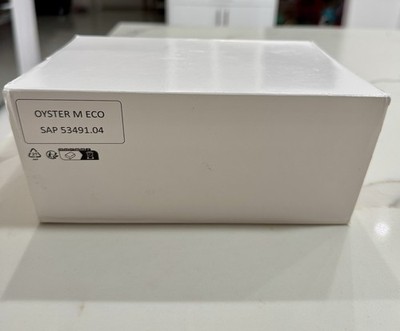 OYSTER M ECO
SAP 53491.04